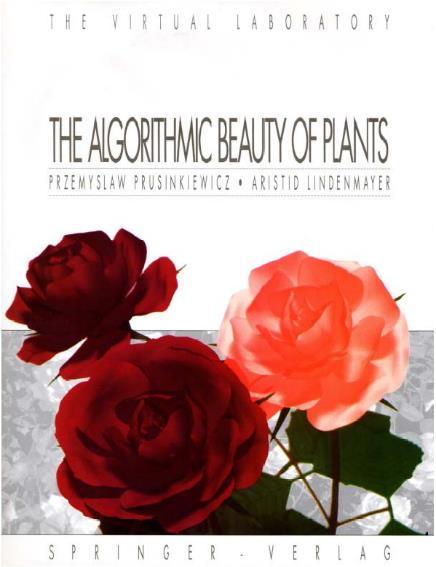 THE VIRTUAL LABORATORY
THE ALGORITHMIC BEAUTY OF PLANTS
PRZEMYSLAW PRUSINKIEWICZ • ARISTID LINDENMAYER
SPRINGER - VERLAG